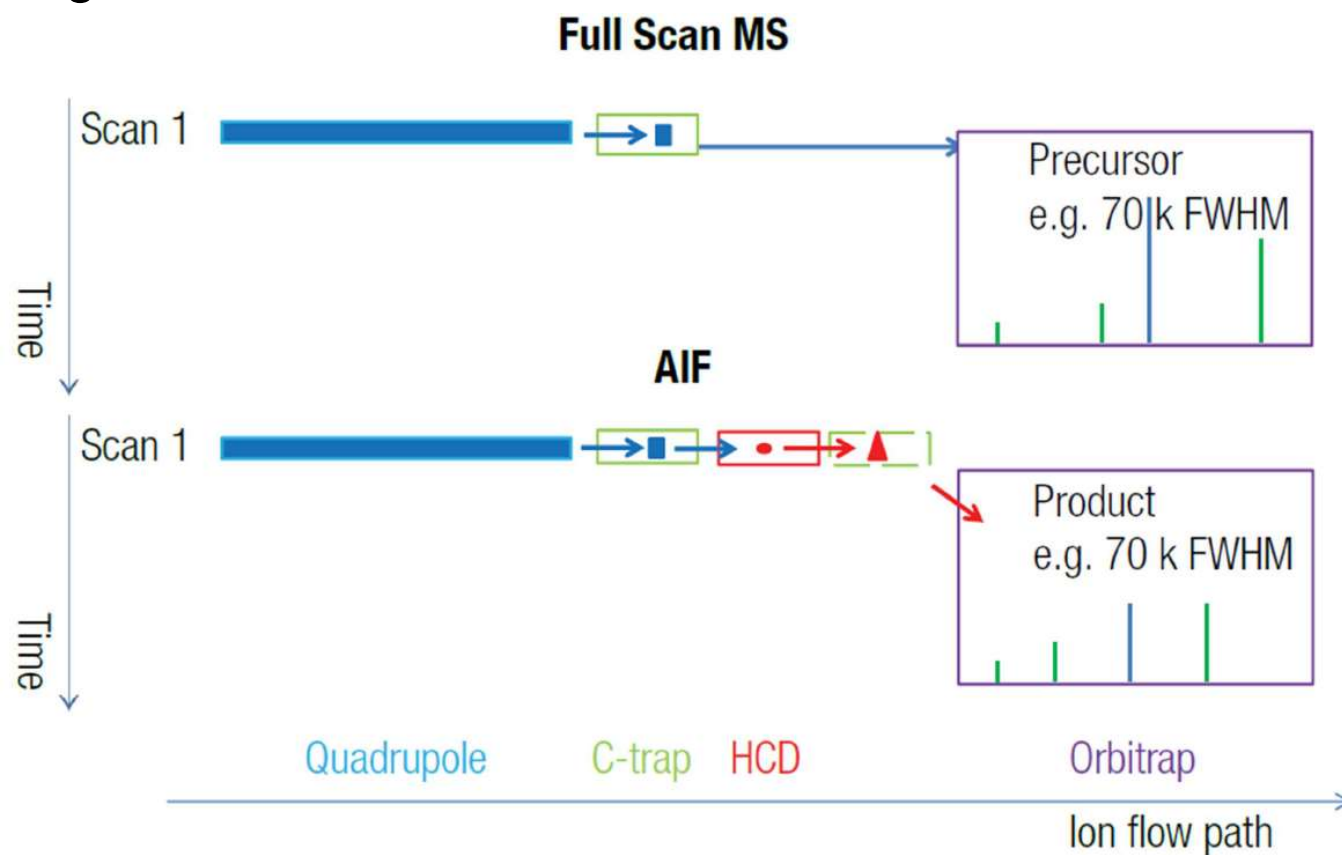 Full Scan MS
Scan 1
Precursor
e.g. 70 k FWHM
Time
AIF
Scan 1
Product
e.g. 70 k FWHM
Time
Quadrupole C-trap HCD Orbitrap
Ion flow path